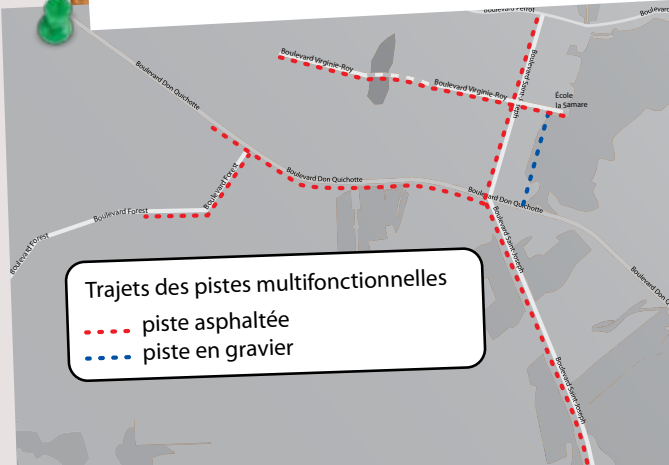 Boulevard Perrot
Boulevard
Boulevard Don Quichotte
Boulevard Virginie-Roy
Boulevard Virginie-Roy
Boulevard Saint-Joseph
École
la Samare
Boulevard Forest
Boulevard Don Quichotte
Boulevard Don Quichotte
Boulevard Forest
Boulevard Forest
Boulevard Saint-Joseph
Boulevard Don Q
Trajets des pistes multifonctionnelles
piste asphaltée
piste en gravier
Boulevard Saint-Joseph